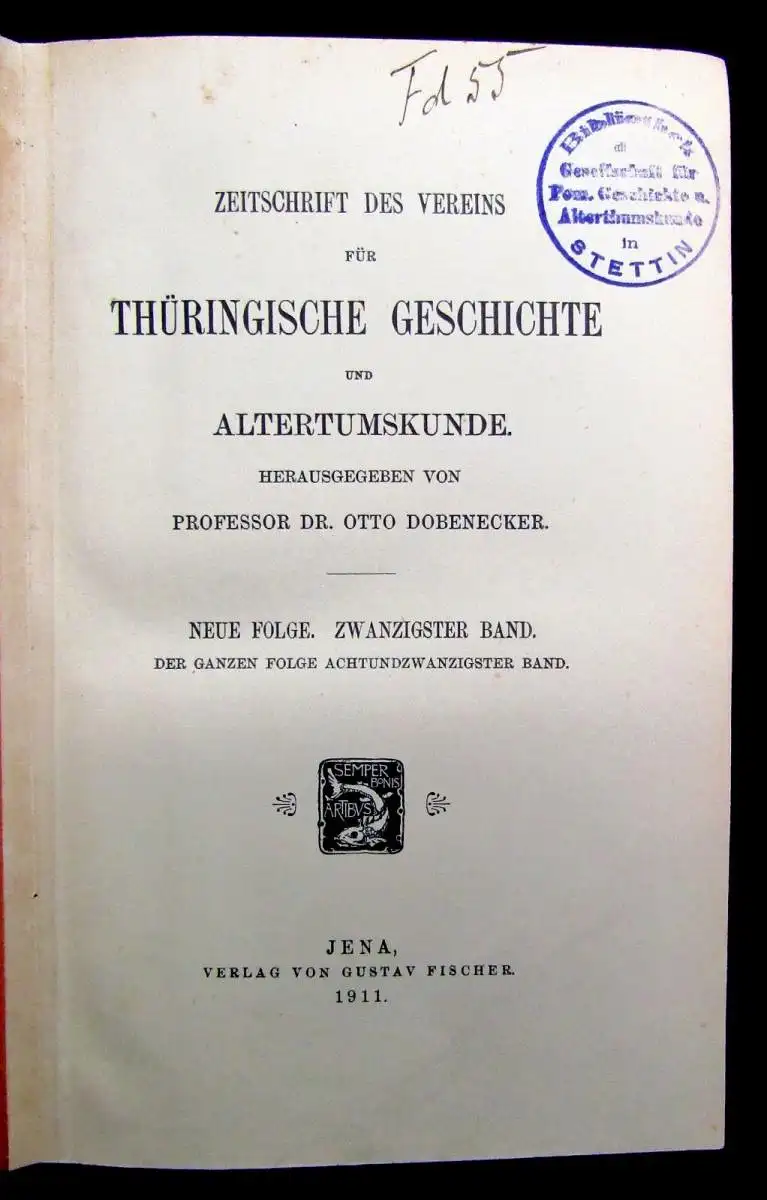 Fd 55
Bibliothek
d
Gesellschaft für
Pom. Geschichte u.
Alterthumskunde
in
STETTIN
ZEITSCHRIFT DES VEREINS
FÜR
THÜRINGISCHE GESCHICHTE
UND
ALTERTUMSKUNDE.
HERAUSGEGEBEN VON
PROFESSOR DR. OTTO DOBENECKER.
NEUE FOLGE. ZWANZIGSTER BAND.
DER GANZEN FOLGE ACHTUNDZWANZIGSTER BAND.
SEMPER
BONIS
ARTIBVS
JENA,
VERLAG VON GUSTAV FISCHER.
1911.